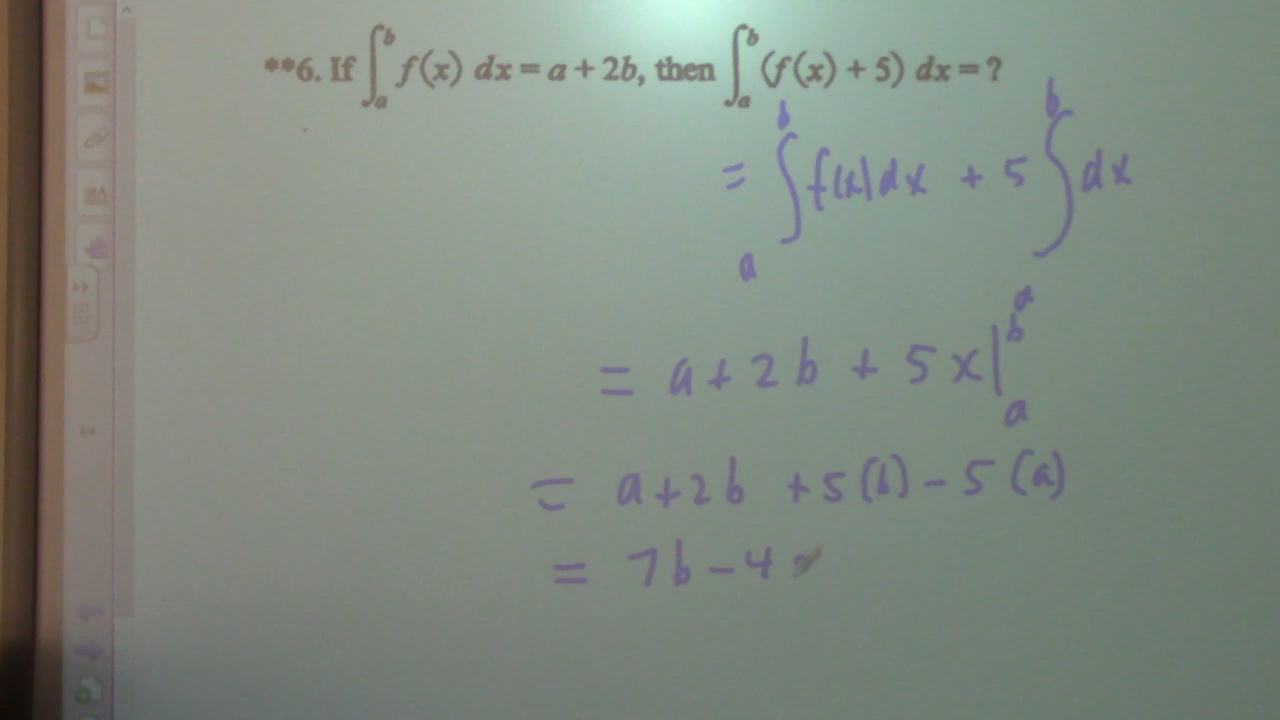 **6. If ∫_a^b f(x) dx = a + 2b, then ∫_a^b (f(x) + 5) dx = ?
= ∫_a^b f(x)dx + 5 ∫_a^b dx
= a + 2b + 5x|_a^b
= a + 2b + 5(b) - 5(a)
= 7b - 4